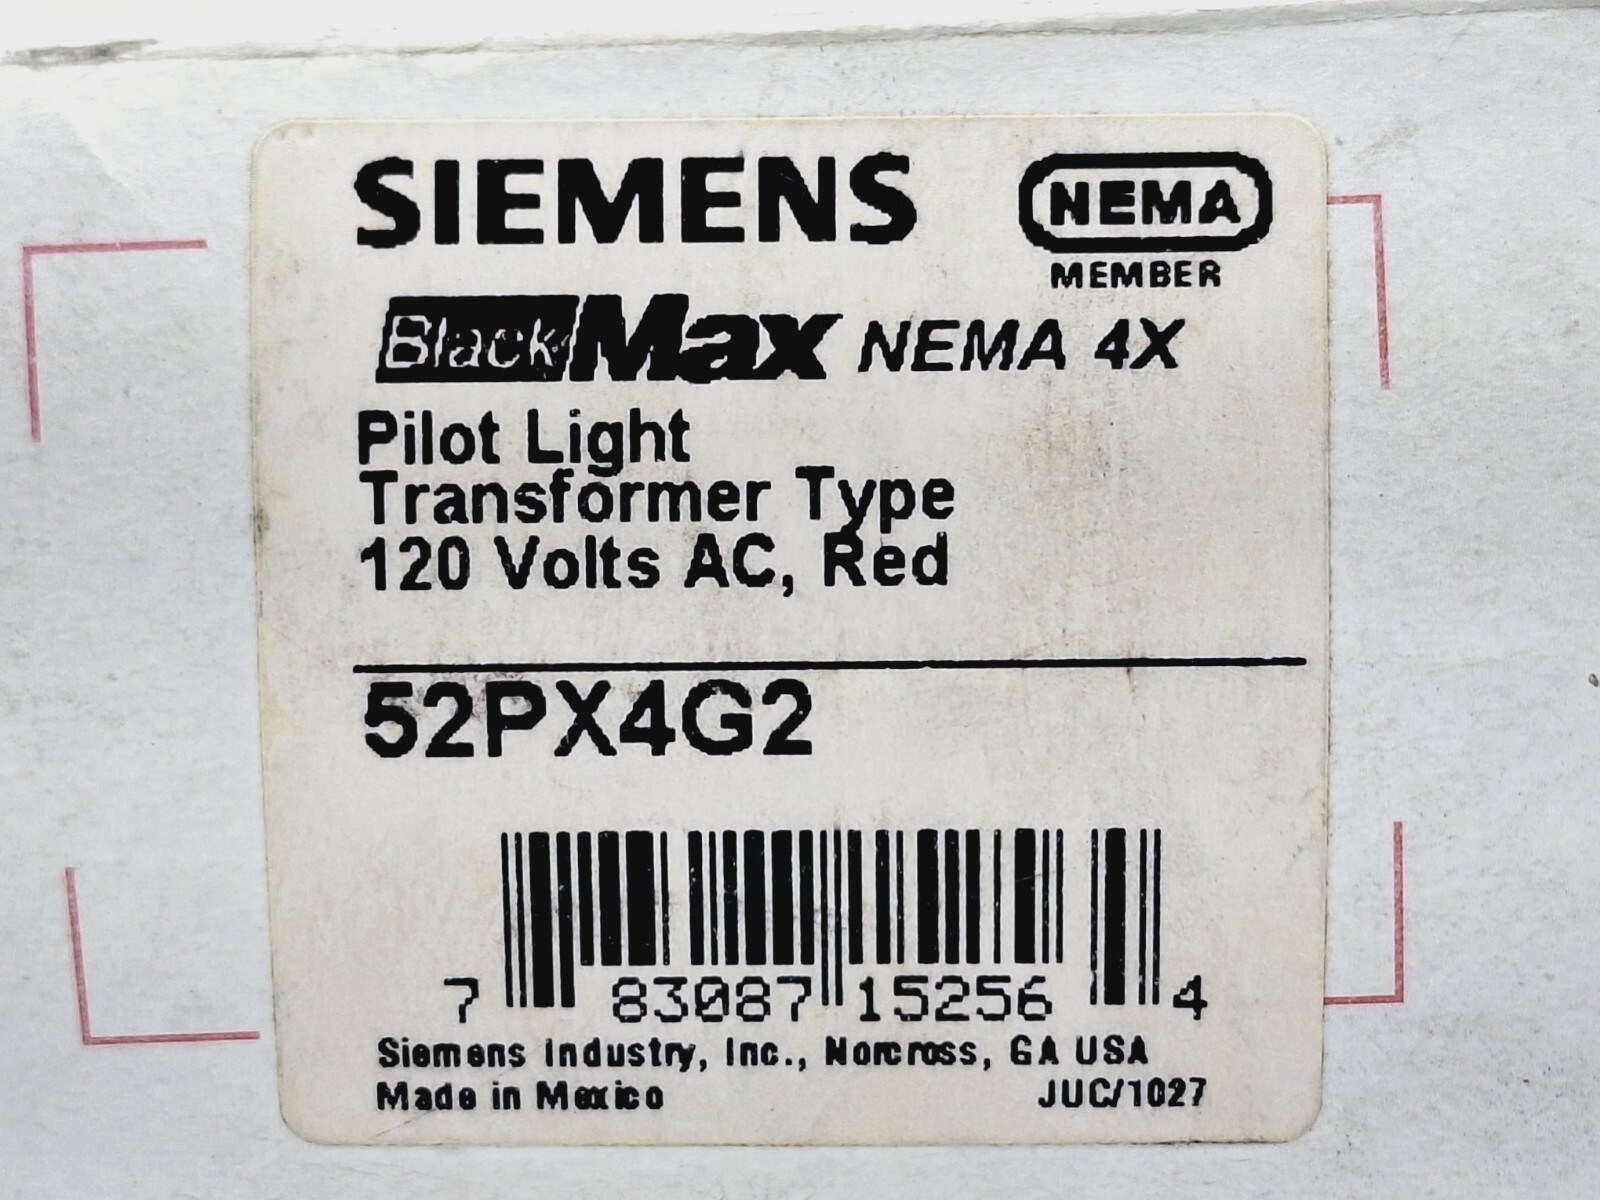 SIEMENS
NEMA
MEMBER
BlackMax NEMA 4X
Pilot Light
Transformer Type
120 Volts AC, Red
52PX4G2
7 83087 15256 4
Siemens Industry, Inc., Norcross, GA USA
Made in Mexico JUC/1027